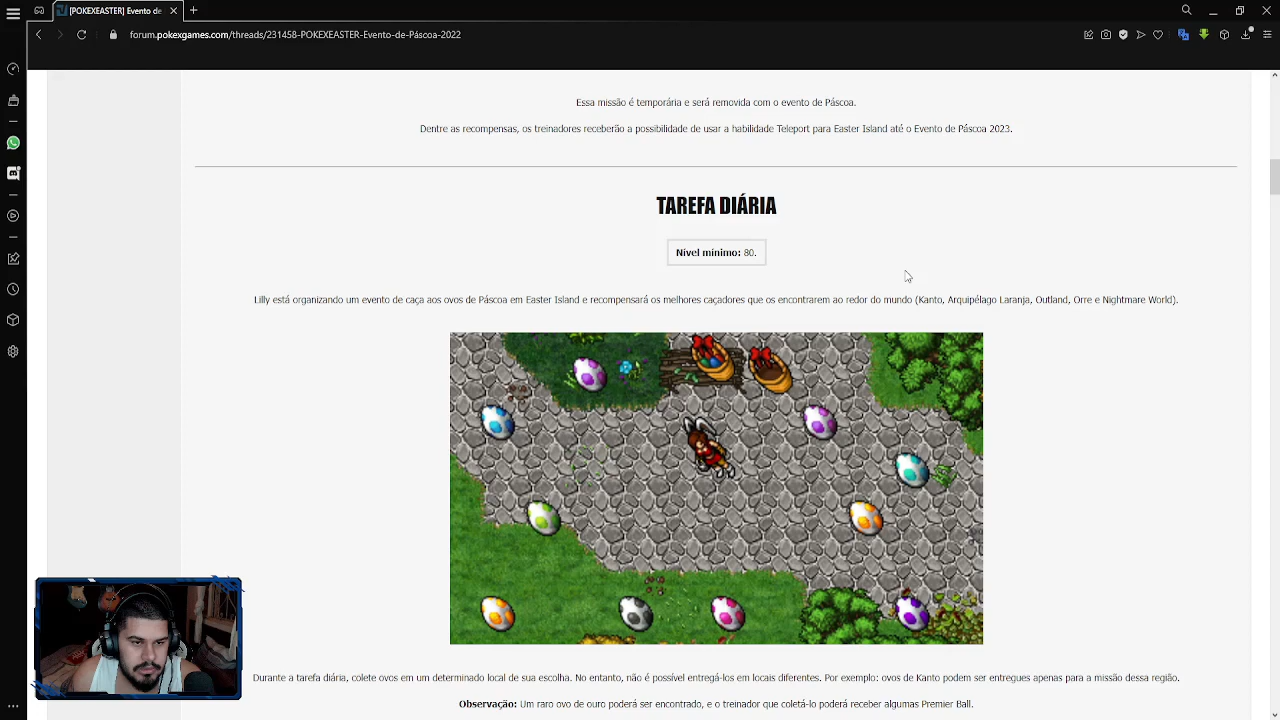 [POKEXEASTER] Evento de
forum.pokexgames.com/threads/231458-POKEXEASTER-Evento-de-Páscoa-2022
Essa missão é temporária e será removida com o evento de Páscoa.
Dentre as recompensas, os treinadores receberão a possibilidade de usar a habilidade Teleport para Easter Island até o Evento de Páscoa 2023.
TAREFA DIÁRIA
Nível mínimo: 80.
Lilly está organizando um evento de caça aos ovos de Páscoa em Easter Island e recompensará os melhores caçadores que os encontrarem ao redor do mundo (Kanto, Arquipélago Laranja, Outland, Orre e Nightmare World).
Durante a tarefa diária, colete ovos em um determinado local de sua escolha. No entanto, não é possível entregá-los em locais diferentes. Por exemplo: ovos de Kanto podem ser entregues apenas para a missão dessa região.
Observação: Um raro ovo de ouro poderá ser encontrado, e o treinador que coletá-lo poderá receber algumas Premier Ball.